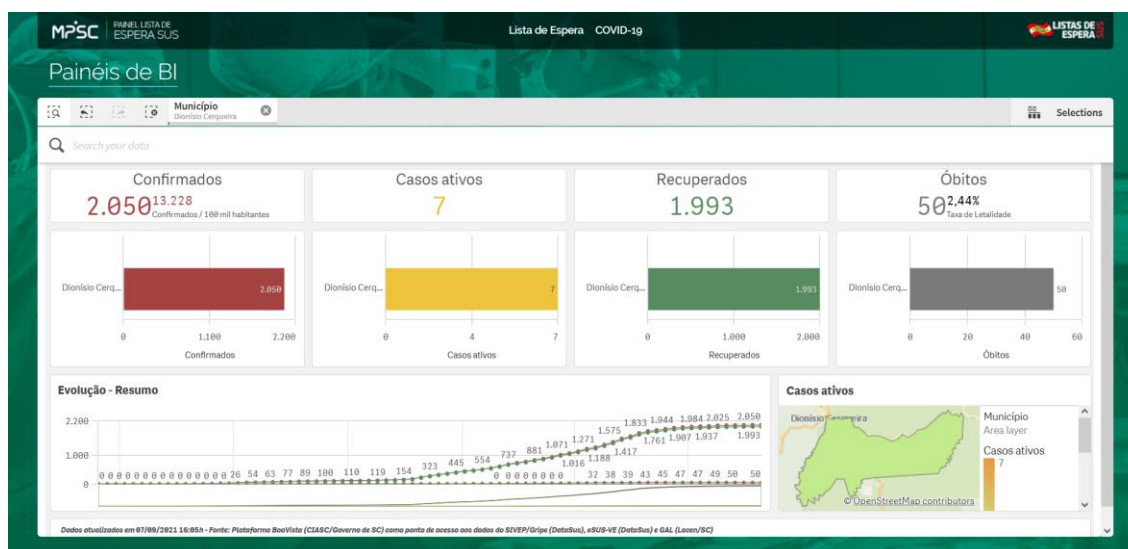 MPSC PAINEL LISTA DE
ESPERA SUS
Lista de Espera COVID-19
LISTAS DE
ESPERA SUS
Painéis de BI
Município
Dionísio Cerqueira
Selections
Search your data
Confirmados
2.050 13.228
Confirmados / 100 mil habitantes
Casos ativos
7
Recuperados
1.993
Óbitos
50 2,44%
Taxa de Letalidade
Dionísio Cerq...
2.050
0 1.100 2.200
Confirmados
Dionísio Cerq...
7
0 4 7
Casos ativos
Dionísio Cerq...
1.993
0 1.000 2.000
Recuperados
Dionísio Cerq...
50
0 20 40 60
Óbitos
Evolução - Resumo
2.200
1.000
0
0 0 0 0 0 0 0 0 0 0 0 0 0 0 26 54 63 77 89 100 110 119 154 323 445 554 737 881 1.071 1.271 1.575 1.833 1.944 1.984 2.025 2.050
1.016 1.188 1.417 1.761 1.907 1.937 1.993
0 0 0 0 0 0 0 32 38 39 43 45 47 47 49 50 50
Casos ativos
Dionísio Cerqueira
© OpenStreetMap contributors
Município
Area layer
Casos ativos
7
Dados atualizados em 07/09/2021 16:05h - Fonte: Plataforma BoaVista (CIASC/Governo de SC) como ponto de acesso aos dados do SIVEP/Gripe (DataSus), eSUS-VE (DataSus) e GAL (Lacen/SC)